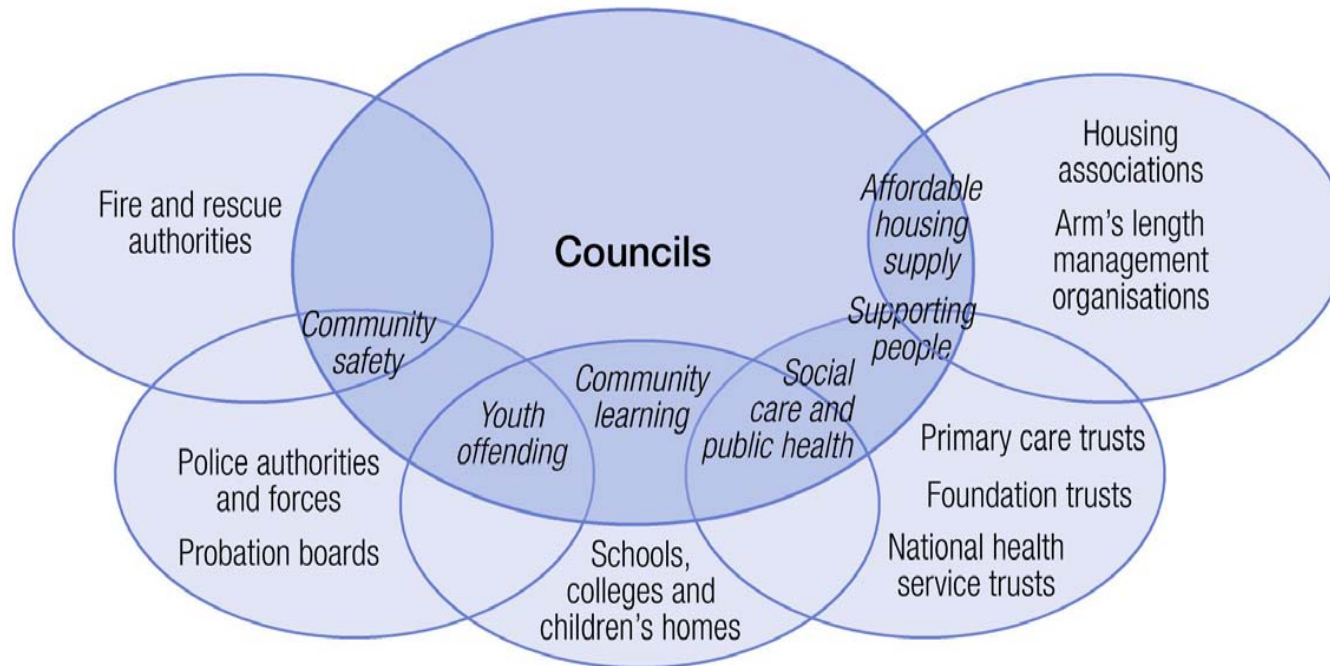 Fire and rescue
authorities
Councils
Housing
associations
Arm's length
management
organisations
Affordable
housing
supply
Supporting
people
Community
safety
Youth
offending
Community
learning
Social
care and
public health
Police authorities
and forces
Probation boards
Schools,
colleges and
children's homes
Primary care trusts
Foundation trusts
National health
service trusts